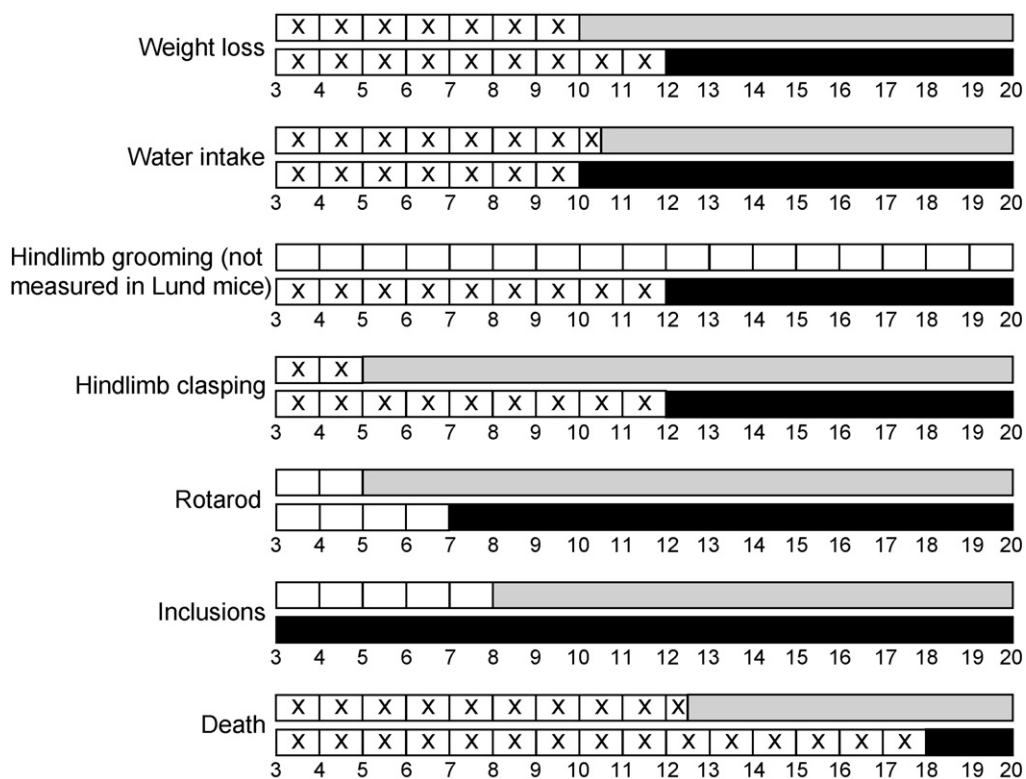 X X X X X X X
Weight loss
X X X X X X X X X
3 4 5 6 7 8 9 10 11 12 13 14 15 16 17 18 19 20
X X X X X X X X
Water intake
X X X X X X X
3 4 5 6 7 8 9 10 11 12 13 14 15 16 17 18 19 20
Hindlimb grooming (not
measured in Lund mice)
X X X X X X X X X
3 4 5 6 7 8 9 10 11 12 13 14 15 16 17 18 19 20
X X
Hindlimb clasping
X X X X X X X X X
3 4 5 6 7 8 9 10 11 12 13 14 15 16 17 18 19 20
Rotarod
3 4 5 6 7 8 9 10 11 12 13 14 15 16 17 18 19 20
Inclusions
3 4 5 6 7 8 9 10 11 12 13 14 15 16 17 18 19 20
X X X X X X X X X X
Death
X X X X X X X X X X X X X X X
3 4 5 6 7 8 9 10 11 12 13 14 15 16 17 18 19 20